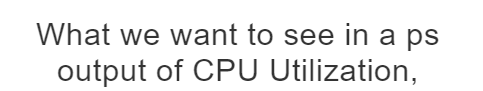 What we want to see in a ps
output of CPU Utilization,